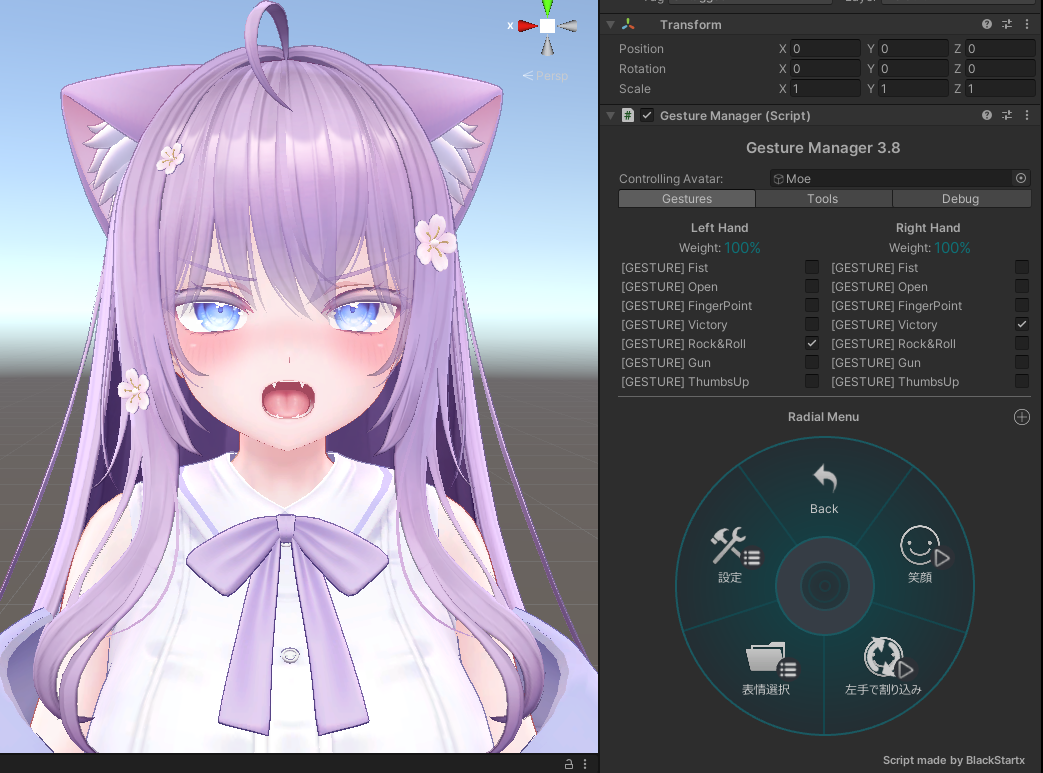 Transform
Position X 0 Y 0 Z 0
Rotation X 0 Y 0 Z 0
Scale X 1 Y 1 Z 1
Gesture Manager (Script)
Gesture Manager 3.8
Controlling Avatar: Moe
Gestures Tools Debug
Left Hand Right Hand
Weight: 100% Weight: 100%
[GESTURE] Fist [GESTURE] Fist
[GESTURE] Open [GESTURE] Open
[GESTURE] FingerPoint [GESTURE] FingerPoint
[GESTURE] Victory [GESTURE] Victory
[GESTURE] Rock&Roll [GESTURE] Rock&Roll
[GESTURE] Gun [GESTURE] Gun
[GESTURE] ThumbsUp [GESTURE] ThumbsUp
Radial Menu
Back
設定 笑顔
表情選択 左手で割り込み
Script made by BlackStartx
x
Persp